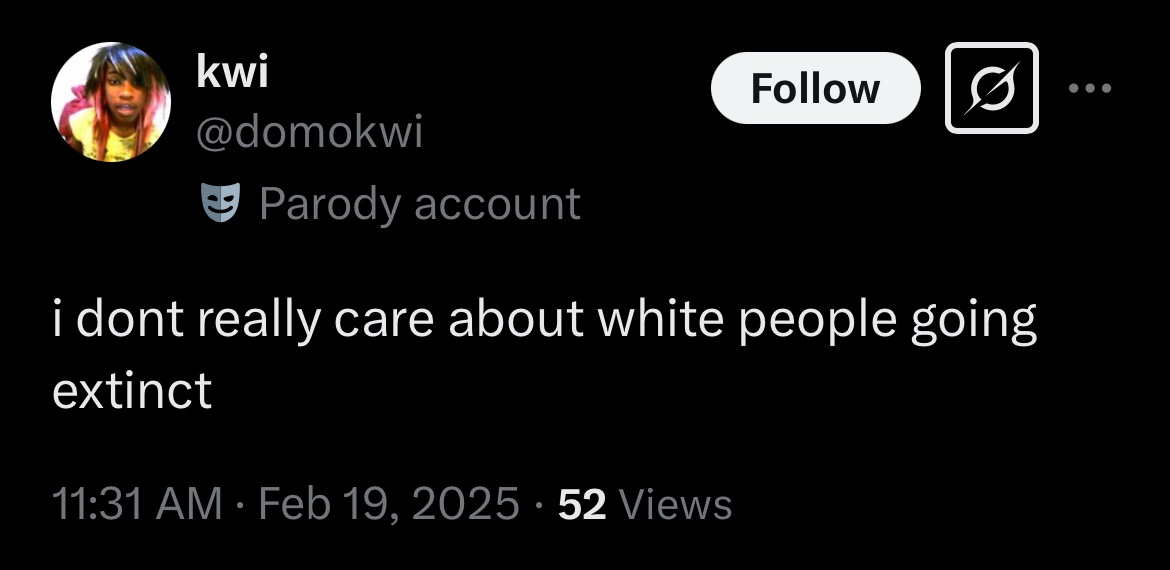 kwi
Follow
@domokwi
Parody account
i dont really care about white people going
extinct
11:31 AM · Feb 19, 2025 · 52 Views